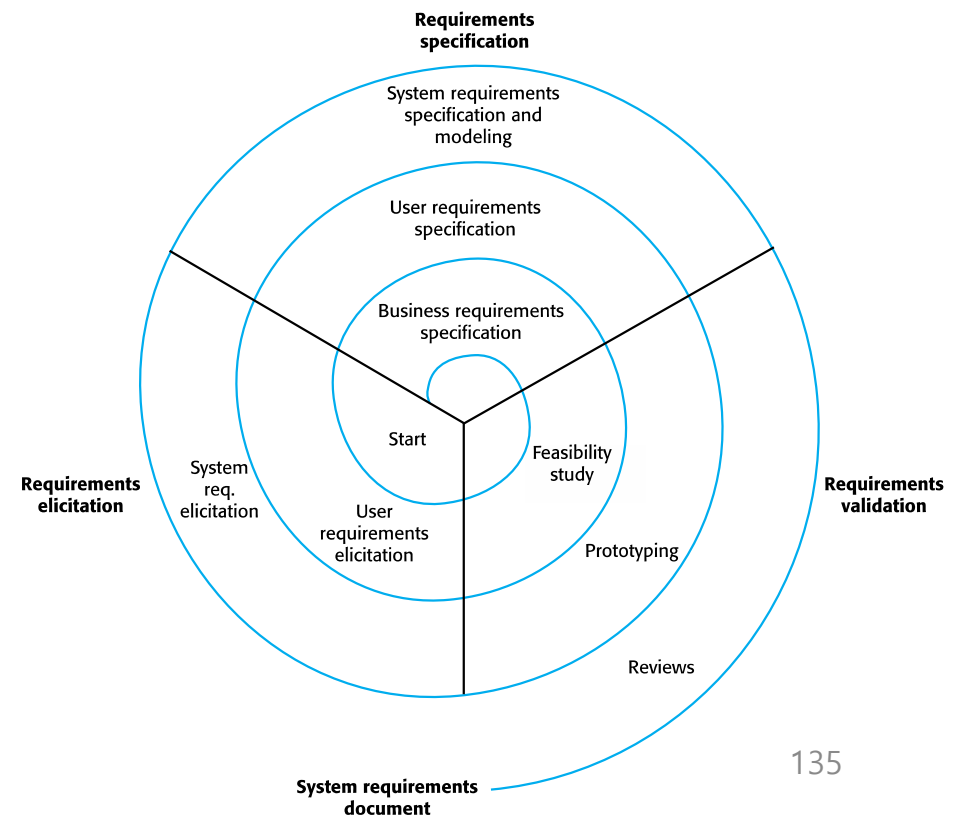 Requirements
specification
System requirements
specification and
modeling
User requirements
specification
Business requirements
specification
Start
Feasibility
study
System
req.
elicitation
Requirements
elicitation
User
requirements
elicitation
Requirements
validation
Prototyping
Reviews
135
System requirements
document